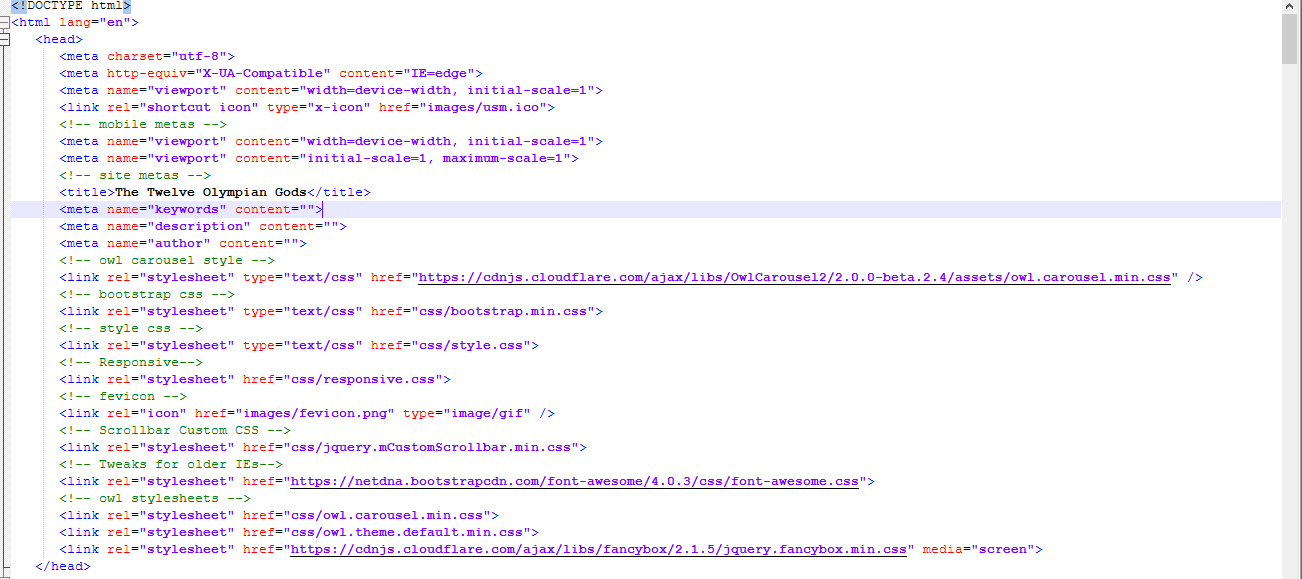 <!DOCTYPE html>
<html lang="en">
<head>
<meta charset="utf-8">
<meta http-equiv="X-UA-Compatible" content="IE=edge">
<meta name="viewport" content="width=device-width, initial-scale=1">
<link rel="shortcut icon" type="x-icon" href="images/usm.ico">
<!-- mobile metas -->
<meta name="viewport" content="width=device-width, initial-scale=1">
<meta name="viewport" content="initial-scale=1, maximum-scale=1">
<!-- site metas -->
<title>The Twelve Olympian Gods</title>
<meta name="keywords" content="">
<meta name="description" content="">
<meta name="author" content="">
<!-- owl carousel style -->
<link rel="stylesheet" type="text/css" href="https://cdnjs.cloudflare.com/ajax/libs/OwlCarousel2/2.0.0-beta.2.4/assets/owl.carousel.min.css" />
<!-- bootstrap css -->
<link rel="stylesheet" type="text/css" href="css/bootstrap.min.css">
<!-- style css -->
<link rel="stylesheet" type="text/css" href="css/style.css">
<!-- Responsive-->
<link rel="stylesheet" href="css/responsive.css">
<!-- fevicon -->
<link rel="icon" href="images/fevicon.png" type="image/gif" />
<!-- Scrollbar Custom CSS -->
<link rel="stylesheet" href="css/jquery.mCustomScrollbar.min.css">
<!-- Tweaks for older IEs-->
<link rel="stylesheet" href="https://netdna.bootstrapcdn.com/font-awesome/4.0.3/css/font-awesome.css">
<!-- owl stylesheets -->
<link rel="stylesheet" href="css/owl.carousel.min.css">
<link rel="stylesheet" href="css/owl.theme.default.min.css">
<link rel="stylesheet" href="https://cdnjs.cloudflare.com/ajax/libs/fancybox/2.1.5/jquery.fancybox.min.css" media="screen">
</head>